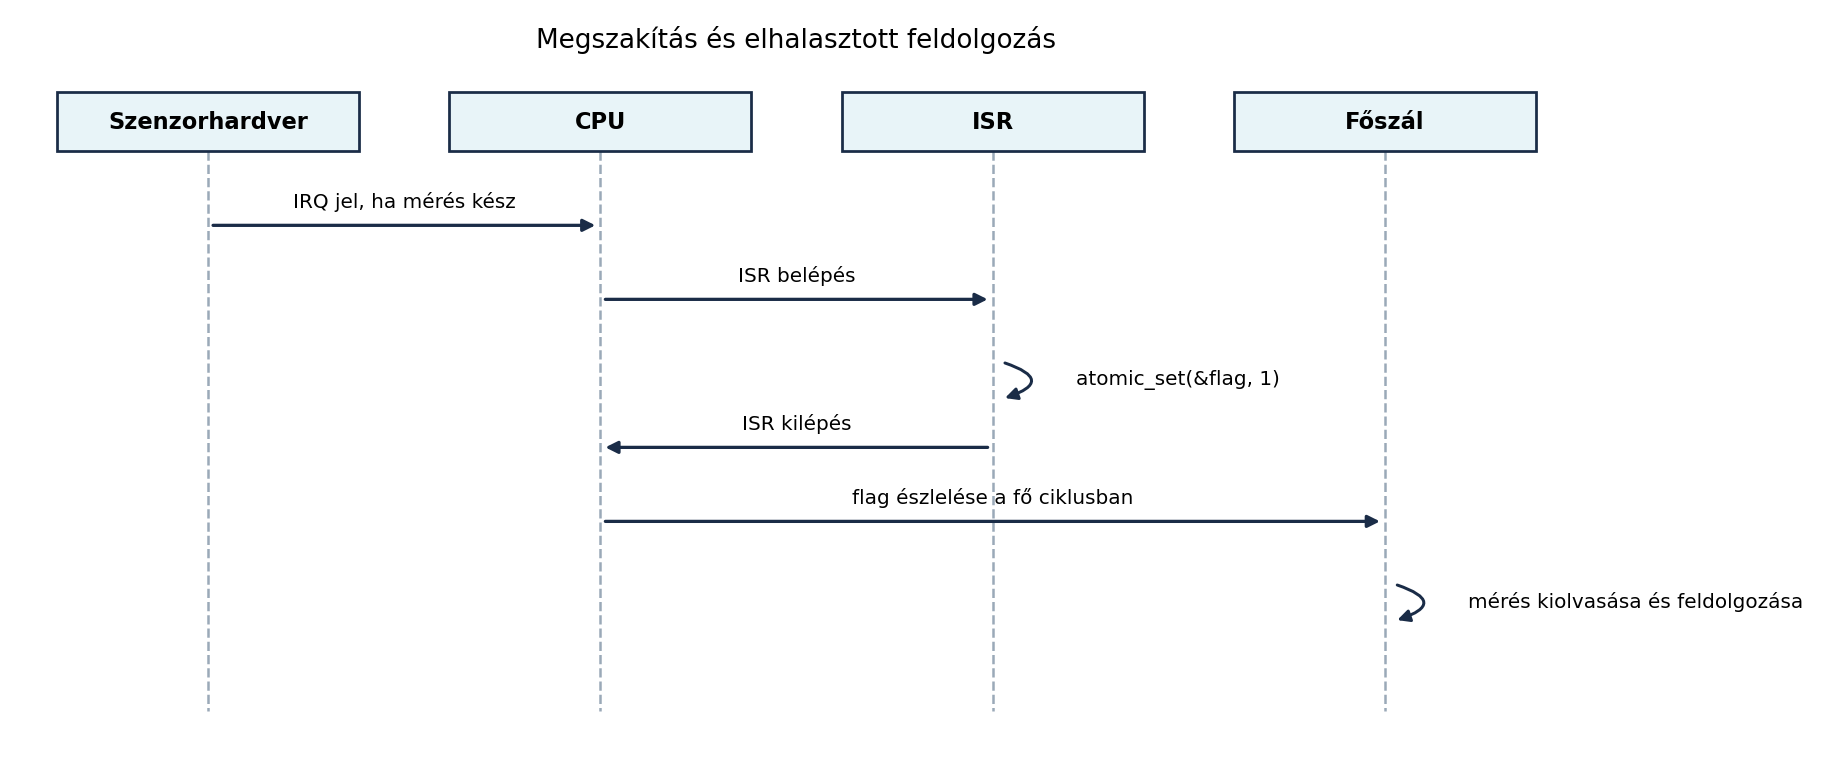 Megszakítás és elhalasztott feldolgozás
Szenzorhardver
CPU
ISR
Főszál
IRQ jel, ha mérés kész
ISR belépés
atomic_set(&flag, 1)
ISR kilépés
flag észlelése a fő ciklusban
mérés kiolvasása és feldolgozása